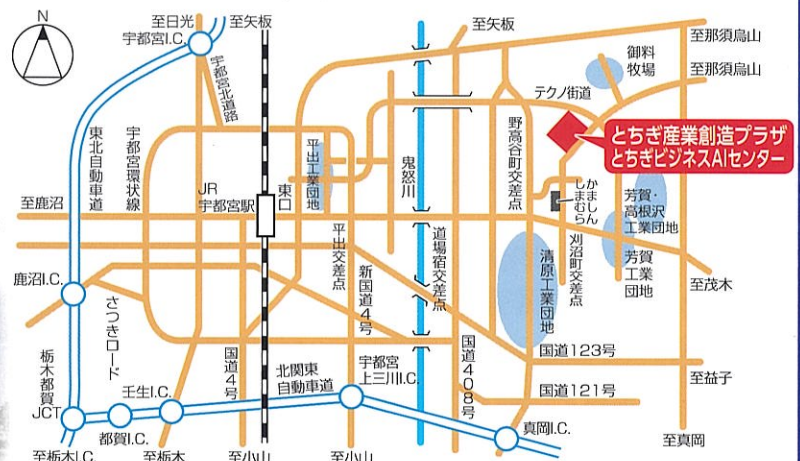 N
至日光
至矢板
宇都宮I.C.
至矢板
至那須烏山
御料
牧場
至那須烏山
宇都宮北道路
テクノ街道
とちぎ産業創造プラザ
とちぎビジネスAIセンター
東北自動車道
宇都宮環状線
平出工業団地
鬼怒川
野高谷町交差点
かましん
しまむら
芳賀・
高根沢
工業団地
至鹿沼
JR
宇都宮駅
東口
平出交差点
道場宿交差点
清原工業団地
刈沼町交差点
芳賀
工業
団地
至茂木
鹿沼I.C.
さつきロード
新国道4号
国道4号
国道408号
国道123号
至益子
国道121号
栃木都賀
JCT
壬生I.C.
北関東
自動車道
宇都宮
上三川I.C.
都賀I.C.
真岡I.C.
至真岡
至栃木I.C.
至栃木
至小山
至小山